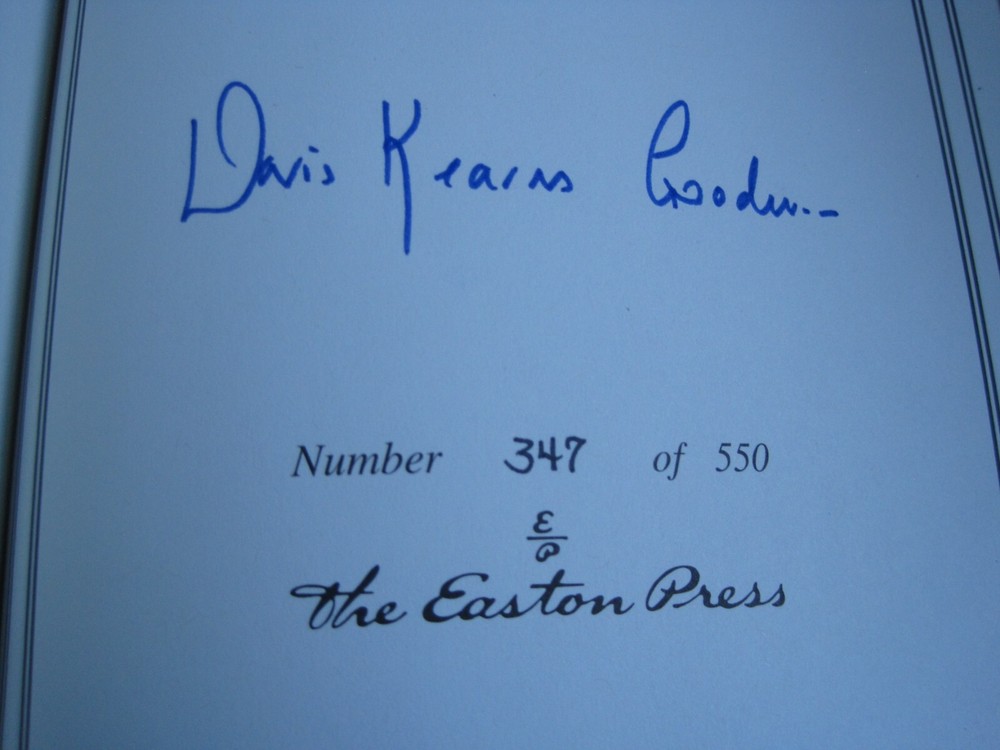 Doris Kearns Goodwin
Number 347 of 550
E/P
The Easton Press